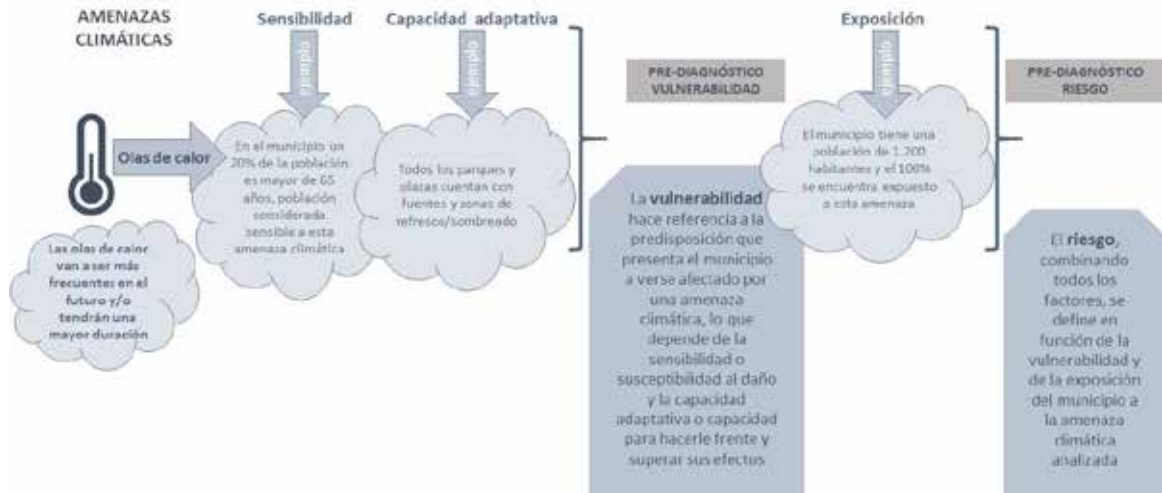 AMENAZAS
CLIMÁTICAS
Olas de calor
Las olas de calor
van a ser más
frecuentes en el
futuro y/o
tendrán una
mayor duración
Sensibilidad
ejemplo
En el municipio un
20% de la población
es mayor de 65
años, población
considerada
sensible a esta
amenaza climática
Capacidad adaptativa
ejemplo
Todos los parques y
plazas cuentan con
fuentes y zonas de
refresco/sombreado
PRE-DIAGNÓSTICO
VULNERABILIDAD
La vulnerabilidad
hace referencia a la
predisposición que
presenta el municipio
a verse afectado por
una amenaza
climática, lo que
depende de la
sensibilidad o
susceptibilidad al daño
y la capacidad
adaptativa o capacidad
para hacerle frente y
superar sus efectos
Exposición
ejemplo
El municipio tiene una
población de 1.200
habitantes y el 100%
se encuentra expuesto
a esta amenaza
PRE-DIAGNÓSTICO
RIESGO
El riesgo,
combinando
todos los
factores, se
define en
función de la
vulnerabilidad y
de la exposición
del municipio a
la amenaza
climática
analizada